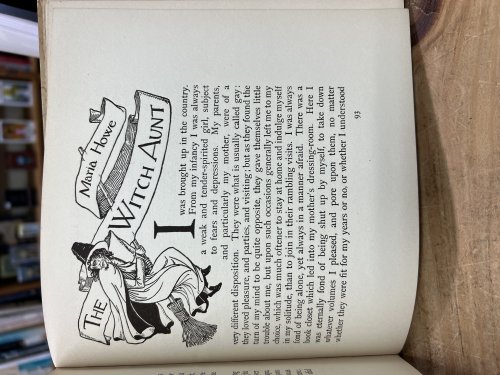 Maria Howe
THE WITCH AUNT
I was brought up in the country.
From my infancy I was always
a weak and tender-spirited girl, subject
to fears and depressions. My parents,
and particularly my mother, were of a
very different disposition. They were what is usually called gay:
they loved pleasure, and parties, and visiting; but as they found the
turn of my mind to be quite opposite, they gave themselves little
trouble about me, but upon such occasions generally left me to my
choice, which was much oftener to stay at home and indulge myself
in my solitude, than to join in their rambling visits. I was always
fond of being alone, yet always in a manner afraid. There was a
book closet which led into my mother's dressing-room. Here I
was eternally fond of being shut up by myself, to take down
whatever volumes I pleased, and pore upon them, no matter
whether they were fit for my years or no, or whether I understood
93